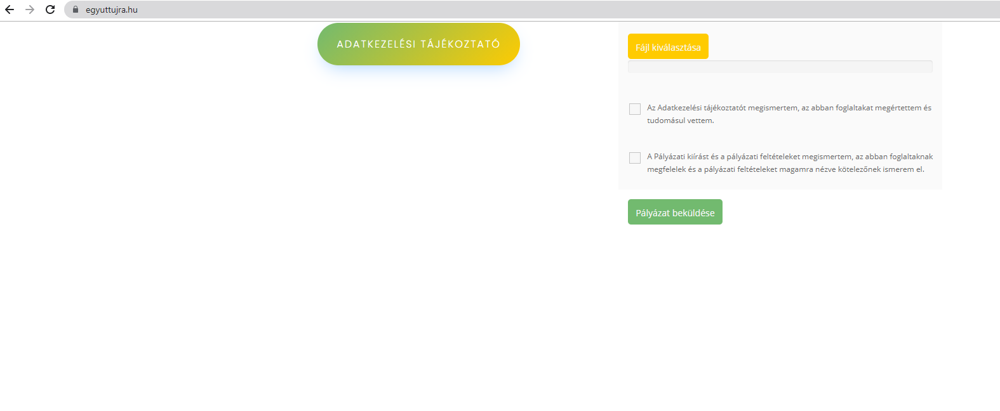 egyuttujra.hu
ADATKEZELÉSI TÁJÉKOZTATÓ
Fájl kiválasztása
Az Adatkezelési tájékoztatót megismertem, az abban foglaltakat megértettem és
tudomásul vettem.
A Pályázati kiírást és a pályázati feltételeket megismertem, az abban foglaltaknak
megfelelek és a pályázati feltételeket magamra nézve kötelezőnek ismerem el.
Pályázat beküldése